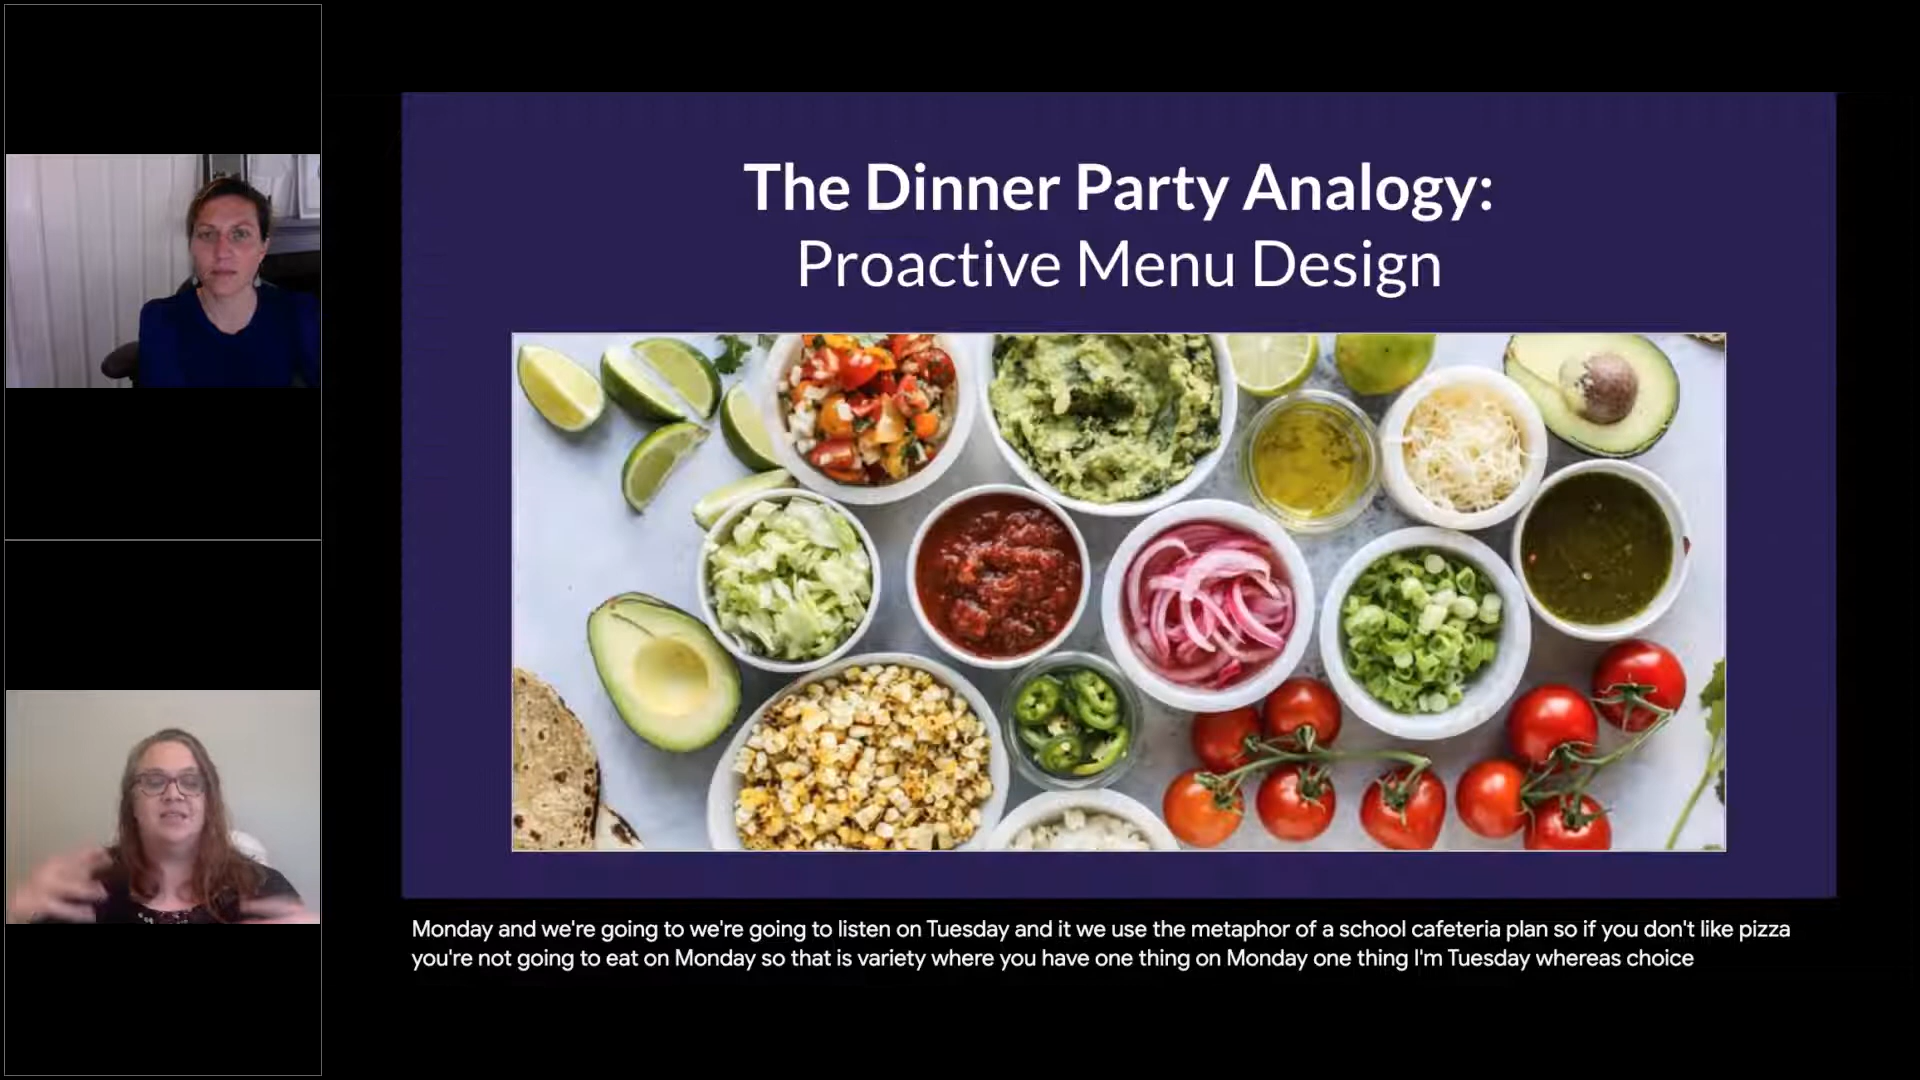 The Dinner Party Analogy:
Proactive Menu Design
Monday and we're going to we're going to listen on Tuesday and it we use the metaphor of a school cafeteria plan so if you don't like pizza
you're not going to eat on Monday so that is variety where you have one thing on Monday one thing I'm Tuesday whereas choice